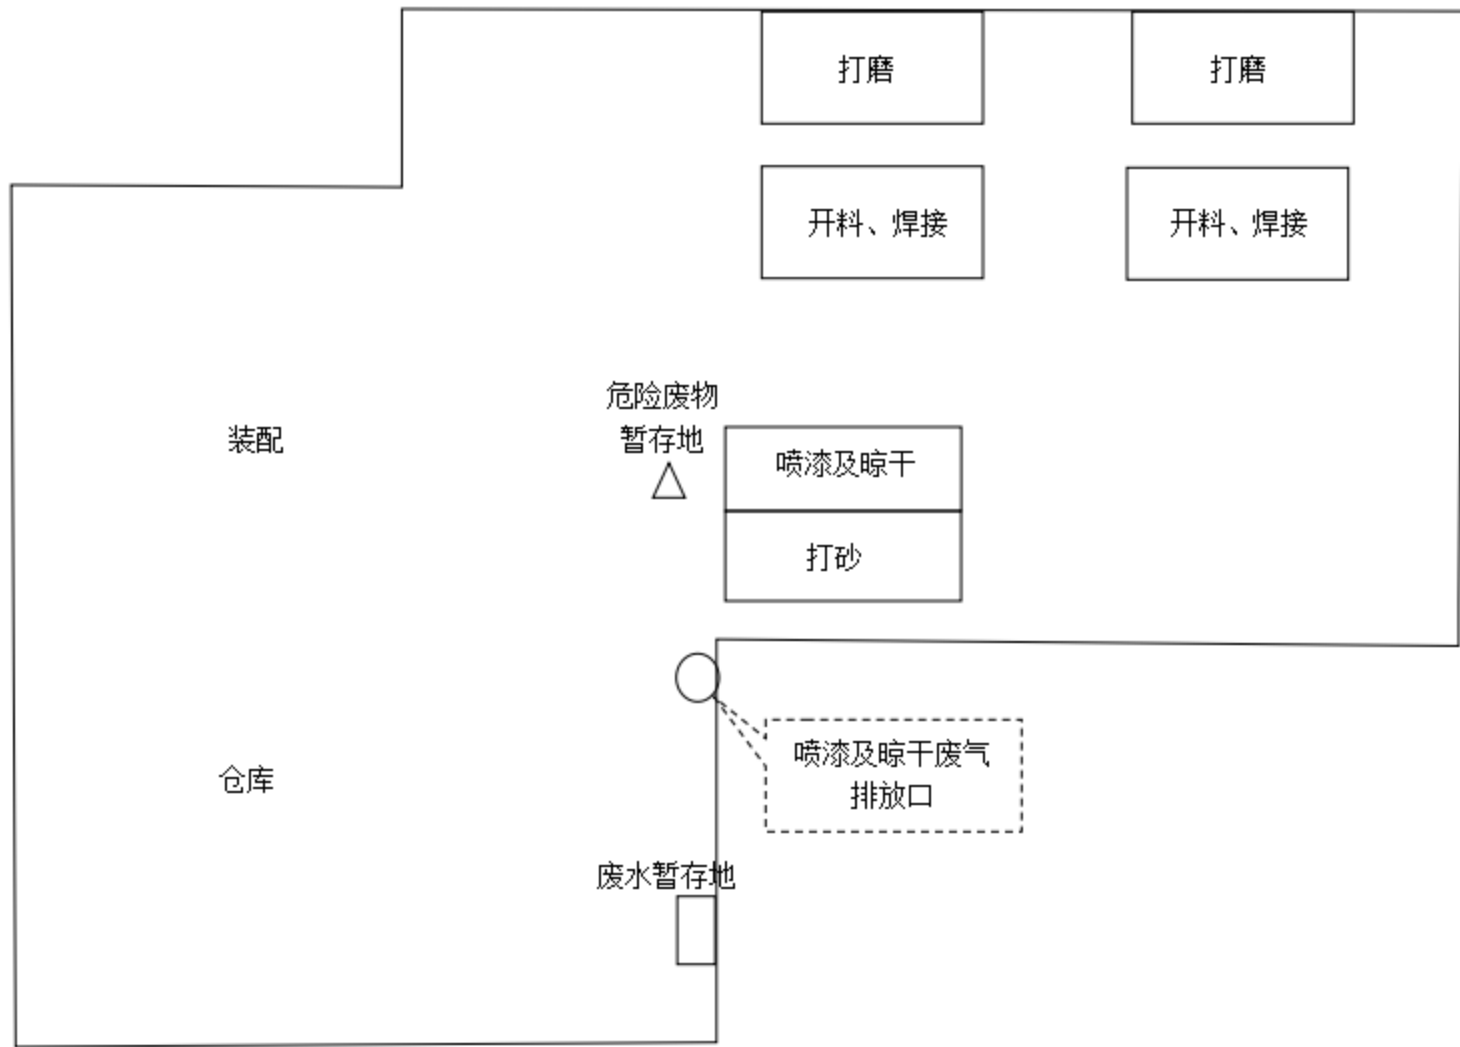 打磨
打磨
开料、焊接
开料、焊接
危险废物
暂存地
装配
喷漆及晾干
打砂
喷漆及晾干废气
排放口
仓库
废水暂存地